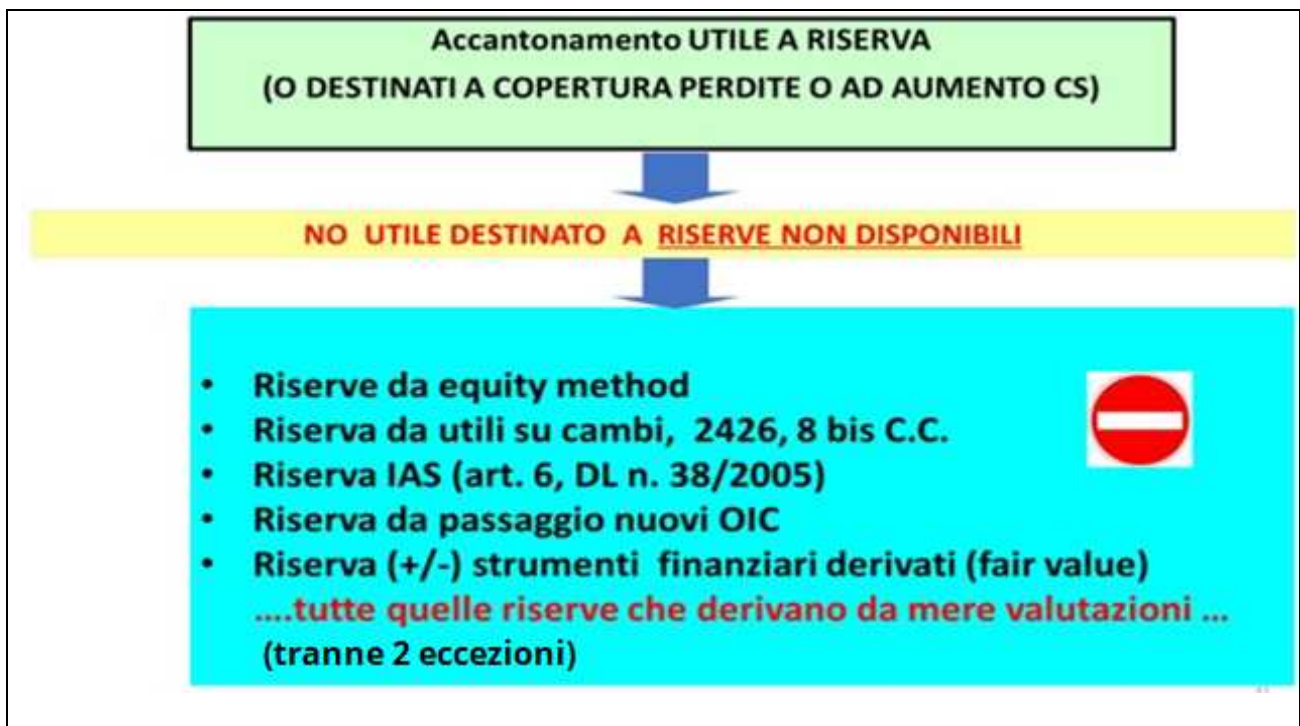 Accantonamento UTILE A RISERVA
(O DESTINATI A COPERTURA PERDITE O AD AUMENTO CS)
NO UTILE DESTINATO A RISERVE NON DISPONIBILI
• Riserve da equity method
• Riserva da utili su cambi, 2426, 8 bis C.C.
• Riserva IAS (art. 6, DL n. 38/2005)
• Riserva da passaggio nuovi OIC
• Riserva (+/-) strumenti finanziari derivati (fair value)
....tutte quelle riserve che derivano da mere valutazioni ...
(tranne 2 eccezioni)